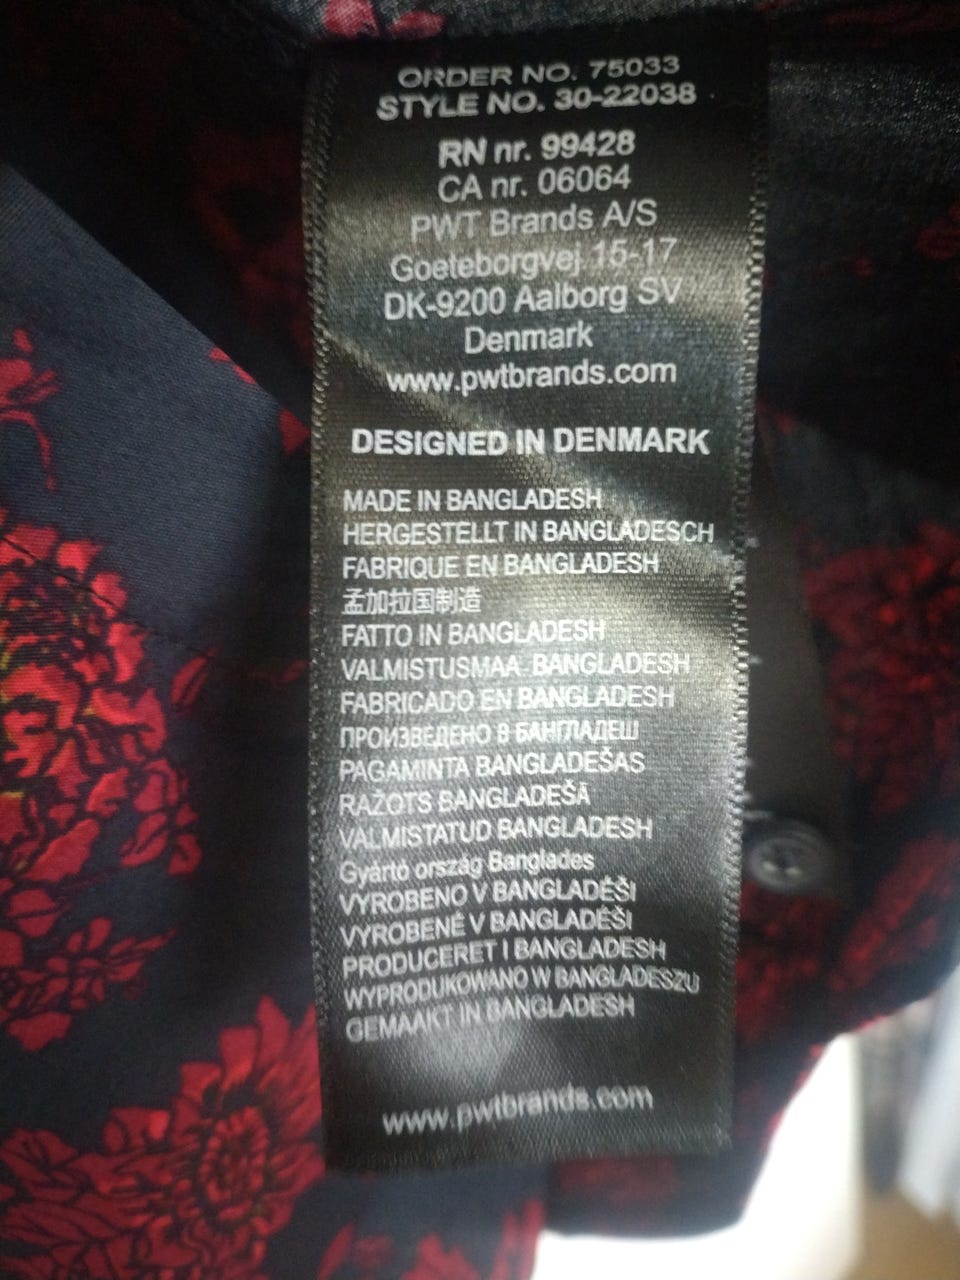 ORDER NO. 75033
STYLE NO. 30-22038
RN nr. 99428
CA nr. 06064
PWT Brands A/S
Goeteborgvej 15-17
DK-9200 Aalborg SV
Denmark
www.pwtbrands.com
DESIGNED IN DENMARK
MADE IN BANGLADESH
HERGESTELLT IN BANGLADESCH
FABRIQUE EN BANGLADESH
孟加拉国制造
FATTO IN BANGLADESH
VALMISTUSMAA BANGLADESH
FABRICADO EN BANGLADESH
ПРОИЗВЕДЕНО В БАНГЛАДЕШ
PAGAMINTA BANGLADEŠAS
RAŽOTS BANGLADEŠĀ
VALMISTATUD BANGLADESH
Gyártó ország Banglades
VYROBENO V BANGLADÉŠI
VYROBENÉ V BANGLADÉŠI
PRODUCERET I BANGLADESH
WYPRODUKOWANO W BANGLADESZU
GEMAAKT IN BANGLADESH
www.pwtbrands.com